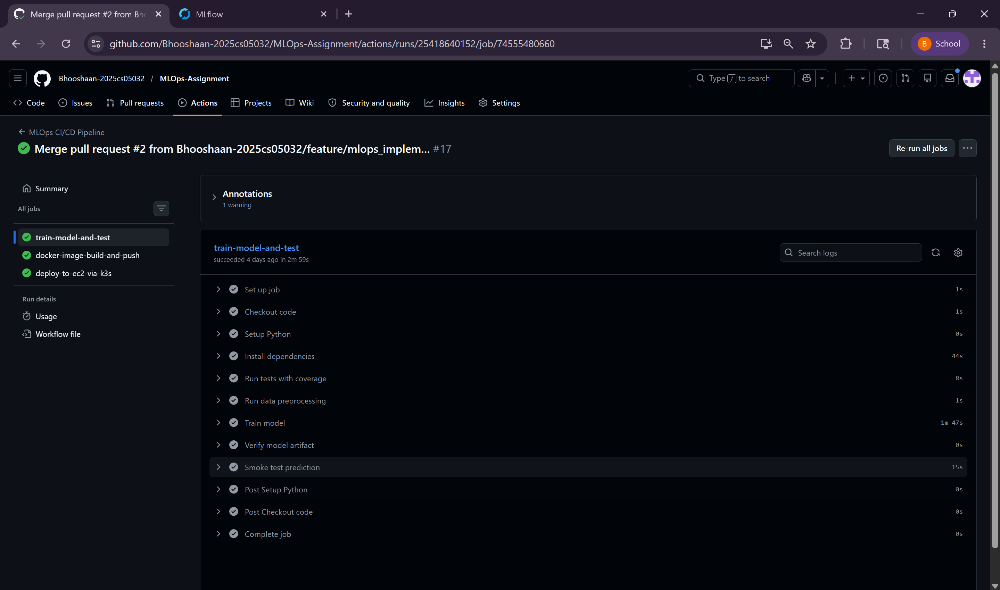 Merge pull request #2 from Bho
MLflow
github.com/Bhooshaan-2025cs05032/MLOps-Assignment/actions/runs/25418640152/job/74555480660
B School
Bhooshaan-2025cs05032 / MLOps-Assignment
Type / to search
Code
Issues
Pull requests
Actions
Projects
Wiki
Security and quality
Insights
Settings
MLOps CI/CD Pipeline
Merge pull request #2 from Bhooshaan-2025cs05032/feature/mlops_implem... #17
Re-run all jobs
Summary
All jobs
train-model-and-test
docker-image-build-and-push
deploy-to-ec2-via-k3s
Run details
Usage
Workflow file
Annotations
1 warning
train-model-and-test
succeeded 4 days ago in 2m 59s
Search logs
Set up job 1s
Checkout code 1s
Setup Python 0s
Install dependencies 44s
Run tests with coverage 8s
Run data preprocessing 1s
Train model 1m 47s
Verify model artifact 0s
Smoke test prediction 15s
Post Setup Python 0s
Post Checkout code 0s
Complete job 0s